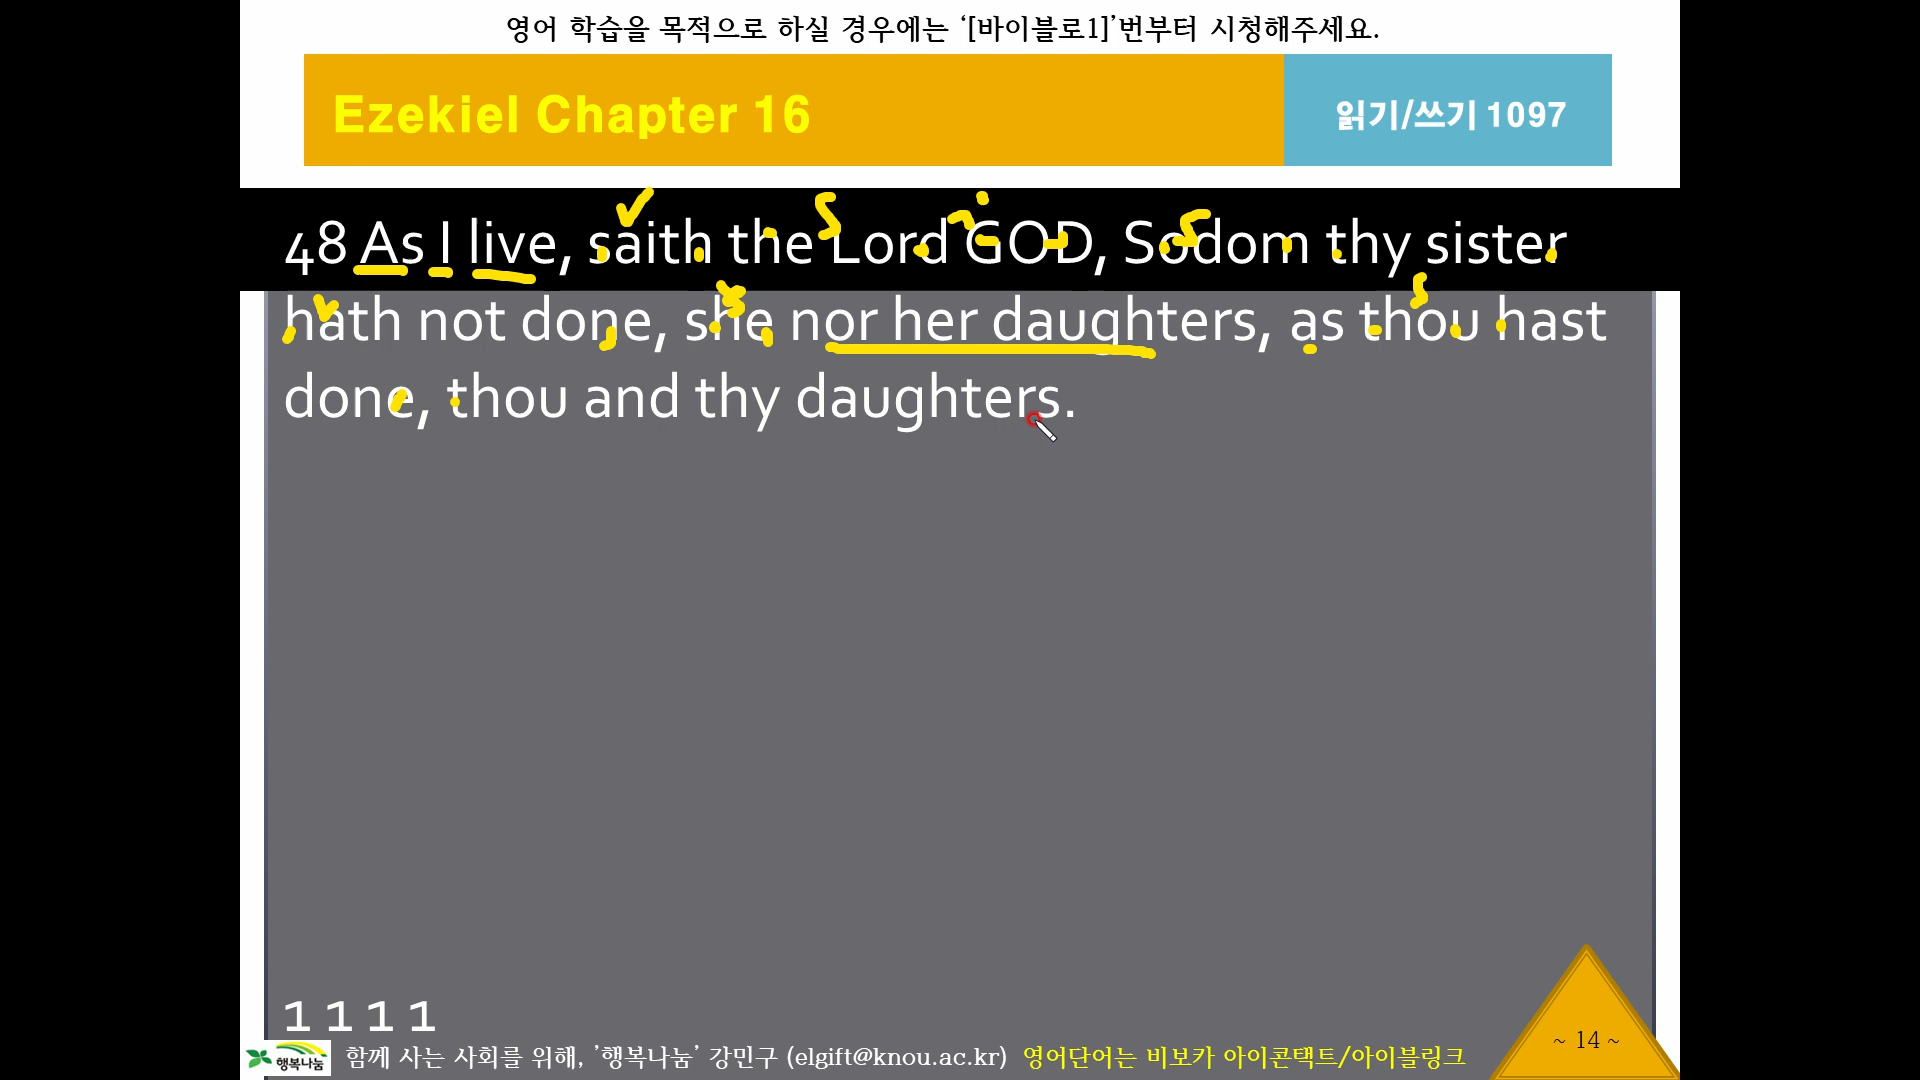 영어 학습을 목적으로 하실 경우에는 ‘[바이블로1]’번부터 시청해주세요.
Ezekiel Chapter 16
읽기/쓰기 1097
48 As I live, saith the Lord GOD, Sodom thy sister
hath not done, she nor her daughters, as thou hast
done, thou and thy daughters.
1 1 1 1
~ 14 ~
행복나눔 함께 사는 사회를 위해, ’행복나눔’ 강민구 (elgift@knou.ac.kr) 영어단어는 비보카 아이콘택트/아이블링크